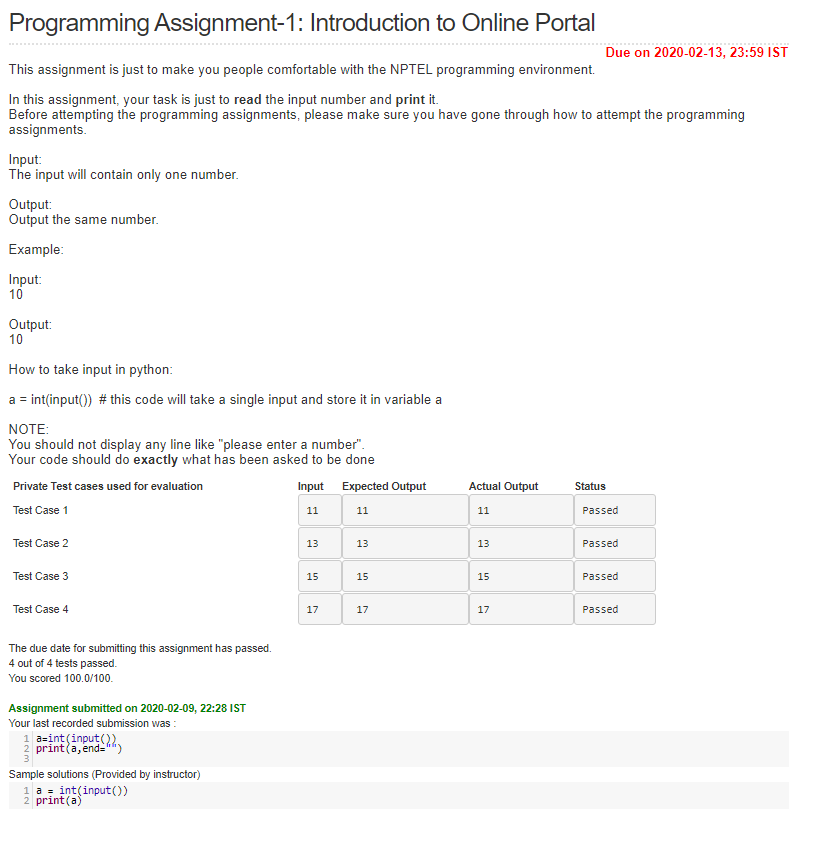 Programming Assignment-1: Introduction to Online Portal
Due on 2020-02-13, 23:59 IST
This assignment is just to make you people comfortable with the NPTEL programming environment.
In this assignment, your task is just to read the input number and print it.
Before attempting the programming assignments, please make sure you have gone through how to attempt the programming
assignments.
Input:
The input will contain only one number.
Output:
Output the same number.
Example:
Input:
10
Output:
10
How to take input in python:
a = int(input())  # this code will take a single input and store it in variable a
NOTE:
You should not display any line like "please enter a number".
Your code should do exactly what has been asked to be done
Private Test cases used for evaluation Input Expected Output Actual Output Status
Test Case 1 11 11 11 Passed
Test Case 2 13 13 13 Passed
Test Case 3 15 15 15 Passed
Test Case 4 17 17 17 Passed
The due date for submitting this assignment has passed.
4 out of 4 tests passed.
You scored 100.0/100.
Assignment submitted on 2020-02-09, 22:28 IST
Your last recorded submission was :
1 a=int(input())
2 print(a,end="")
3
Sample solutions (Provided by instructor)
1 a = int(input())
2 print(a)